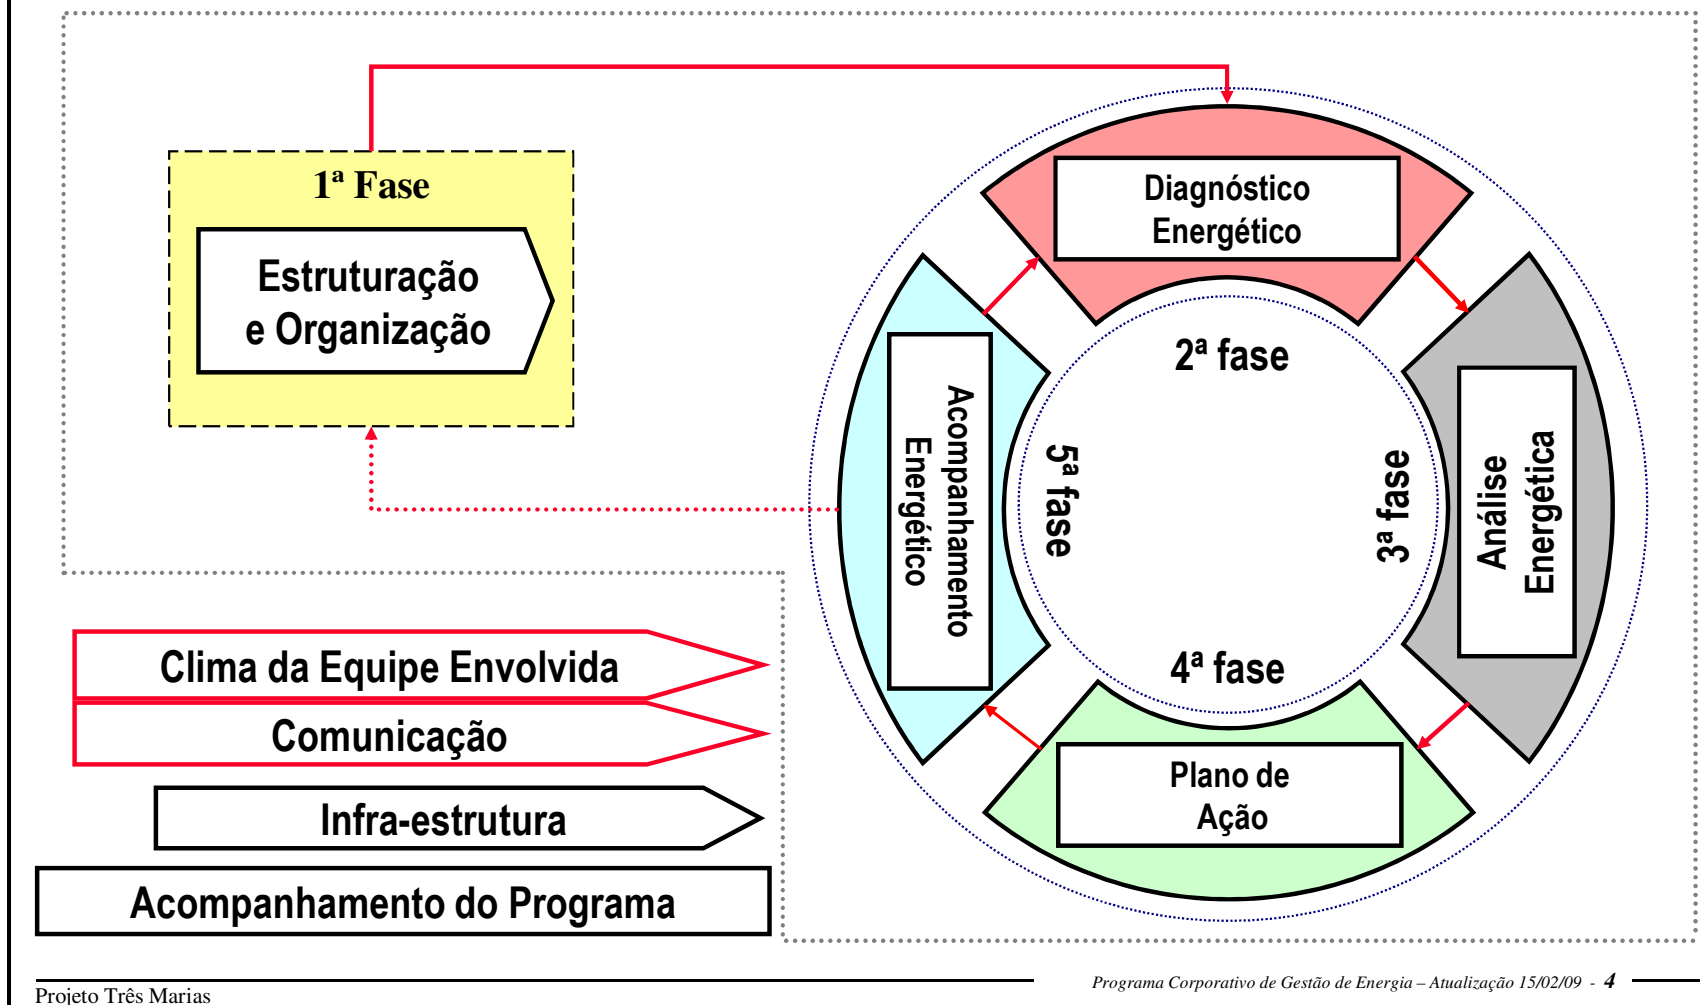 1ª Fase
Estruturação
e Organização
Diagnóstico
Energético
2ª fase
Análise
Energética
3ª fase
4ª fase
Plano de
Ação
Acompanhamento
Energético
5ª fase
Clima da Equipe Envolvida
Comunicação
Infra-estrutura
Acompanhamento do Programa
Programa Corporativo de Gestão de Energia – Atualização 15/02/09 - 4
Projeto Três Marias